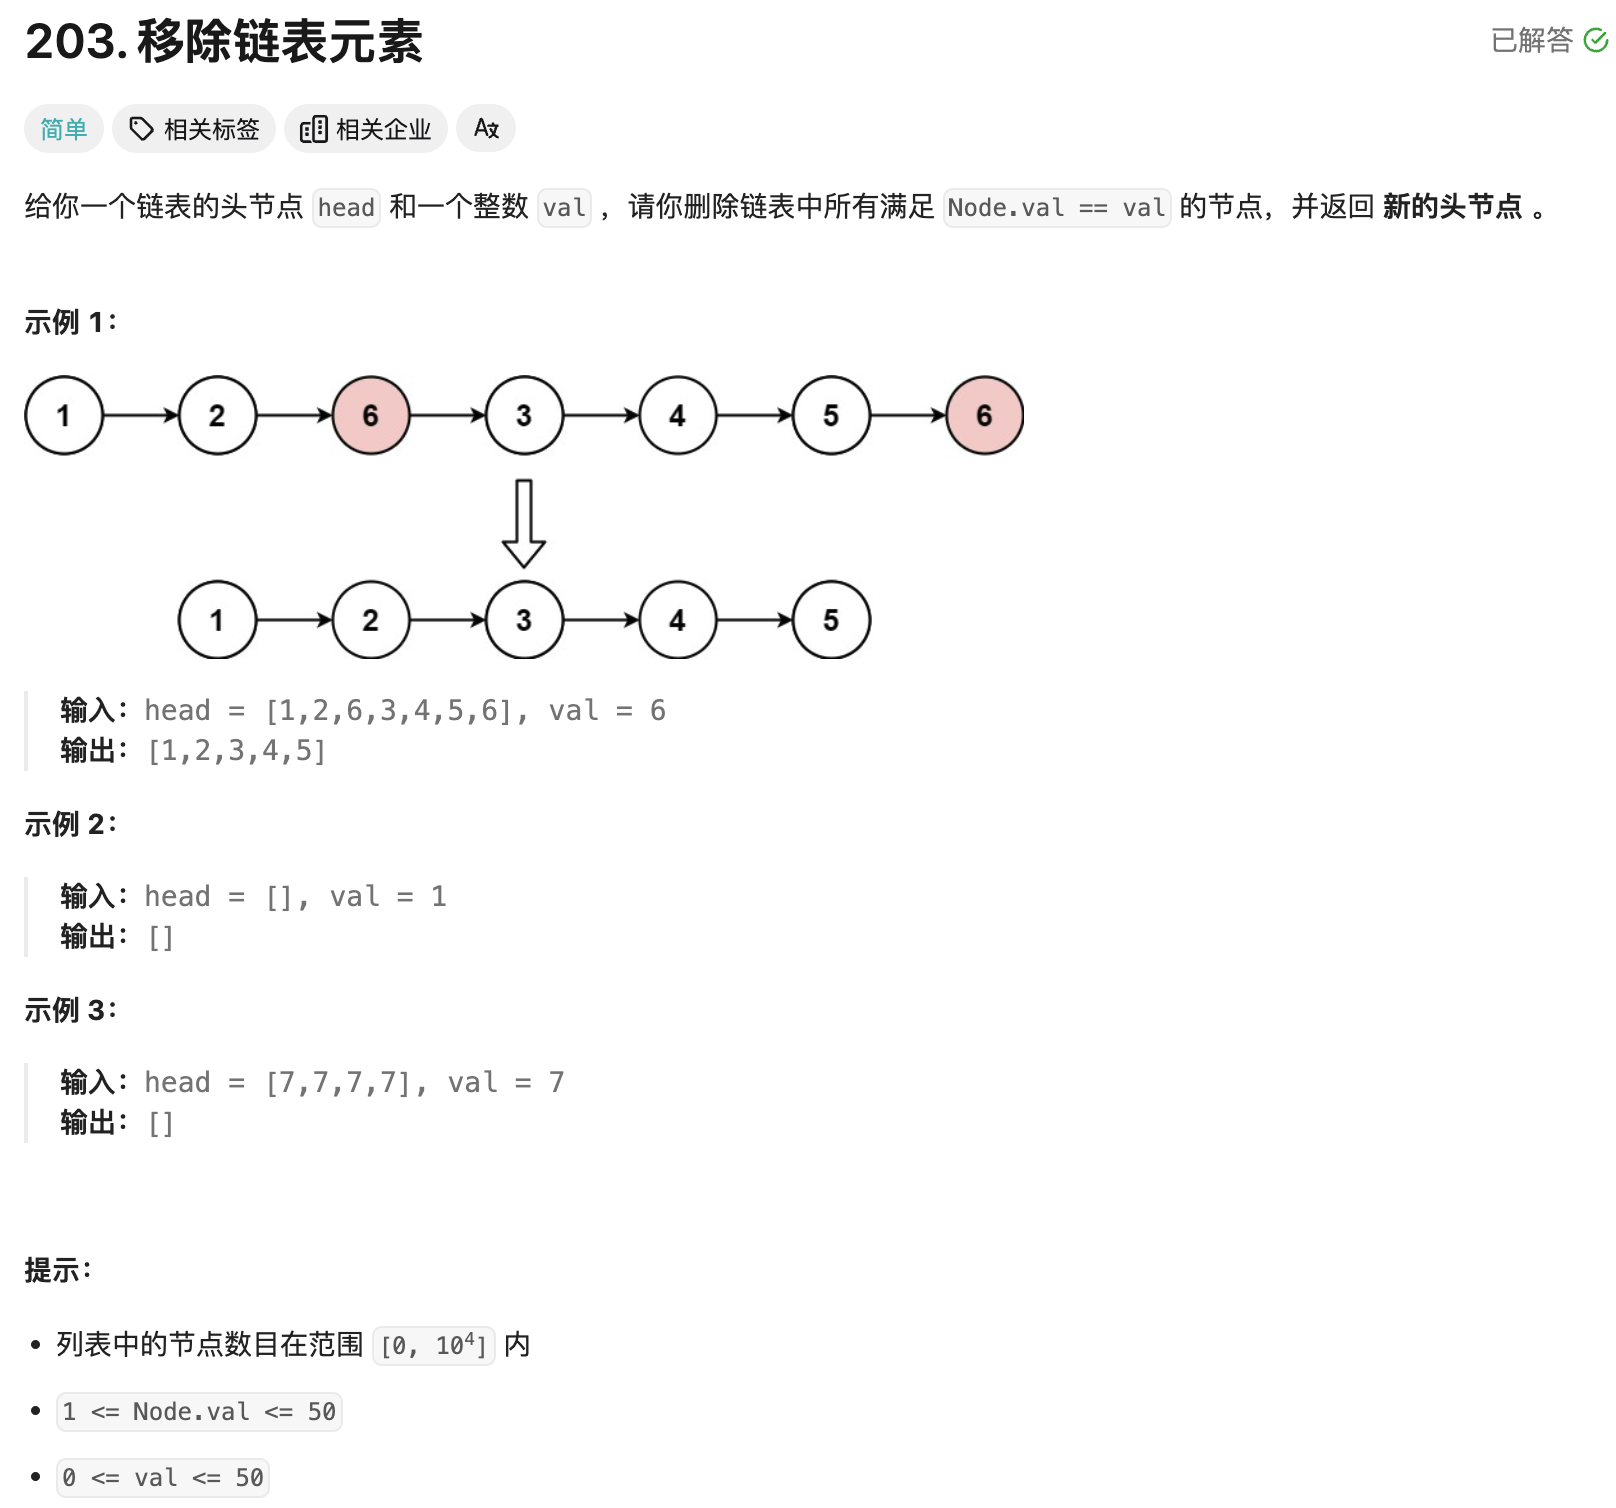 203. 移除链表元素
已解答
简单 相关标签 相关企业 A文
给你一个链表的头节点 head 和一个整数 val ，请你删除链表中所有满足 Node.val == val 的节点，并返回 新的头节点 。
示例 1：
1 2 6 3 4 5 6
1 2 3 4 5
输入：head = [1,2,6,3,4,5,6], val = 6
输出：[1,2,3,4,5]
示例 2：
输入：head = [], val = 1
输出：[]
示例 3：
输入：head = [7,7,7,7], val = 7
输出：[]
提示：
• 列表中的节点数目在范围 [0, 10⁴] 内
• 1 <= Node.val <= 50
• 0 <= val <= 50